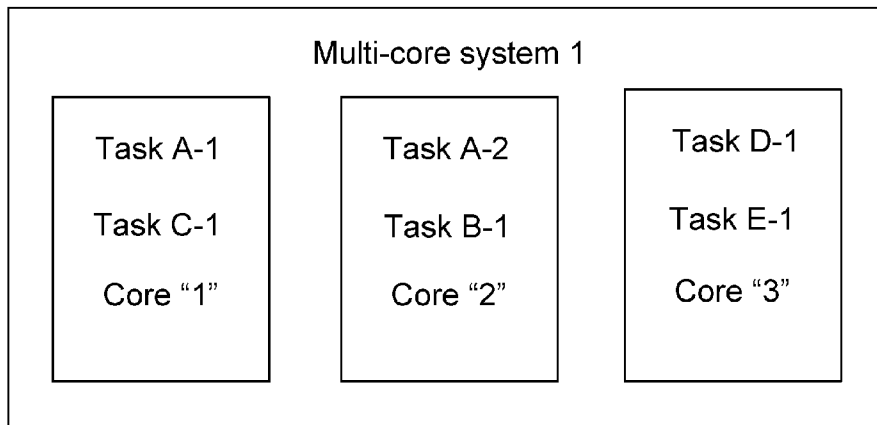 Multi-core system 1
Task A-1
Task C-1
Core “1”
Task A-2
Task B-1
Core “2”
Task D-1
Task E-1
Core “3”